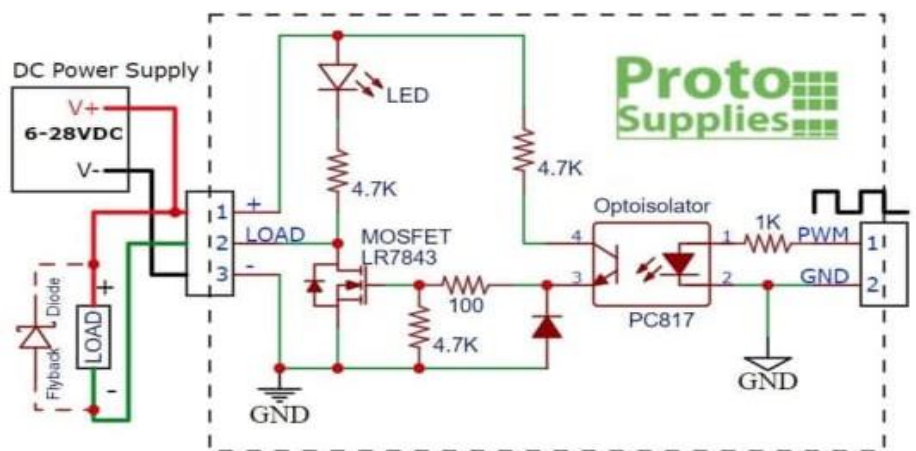 DC Power Supply
V+
6-28VDC
V-
1
2
3
+
LOAD
-
LED
4.7K
4.7K
Proto
Supplies
MOSFET
LR7843
100
4.7K
GND
Optoisolator
4
3
1
2
PC817
1K
PWM
GND
1
2
GND
+
LOAD
-
Diode
Flyback